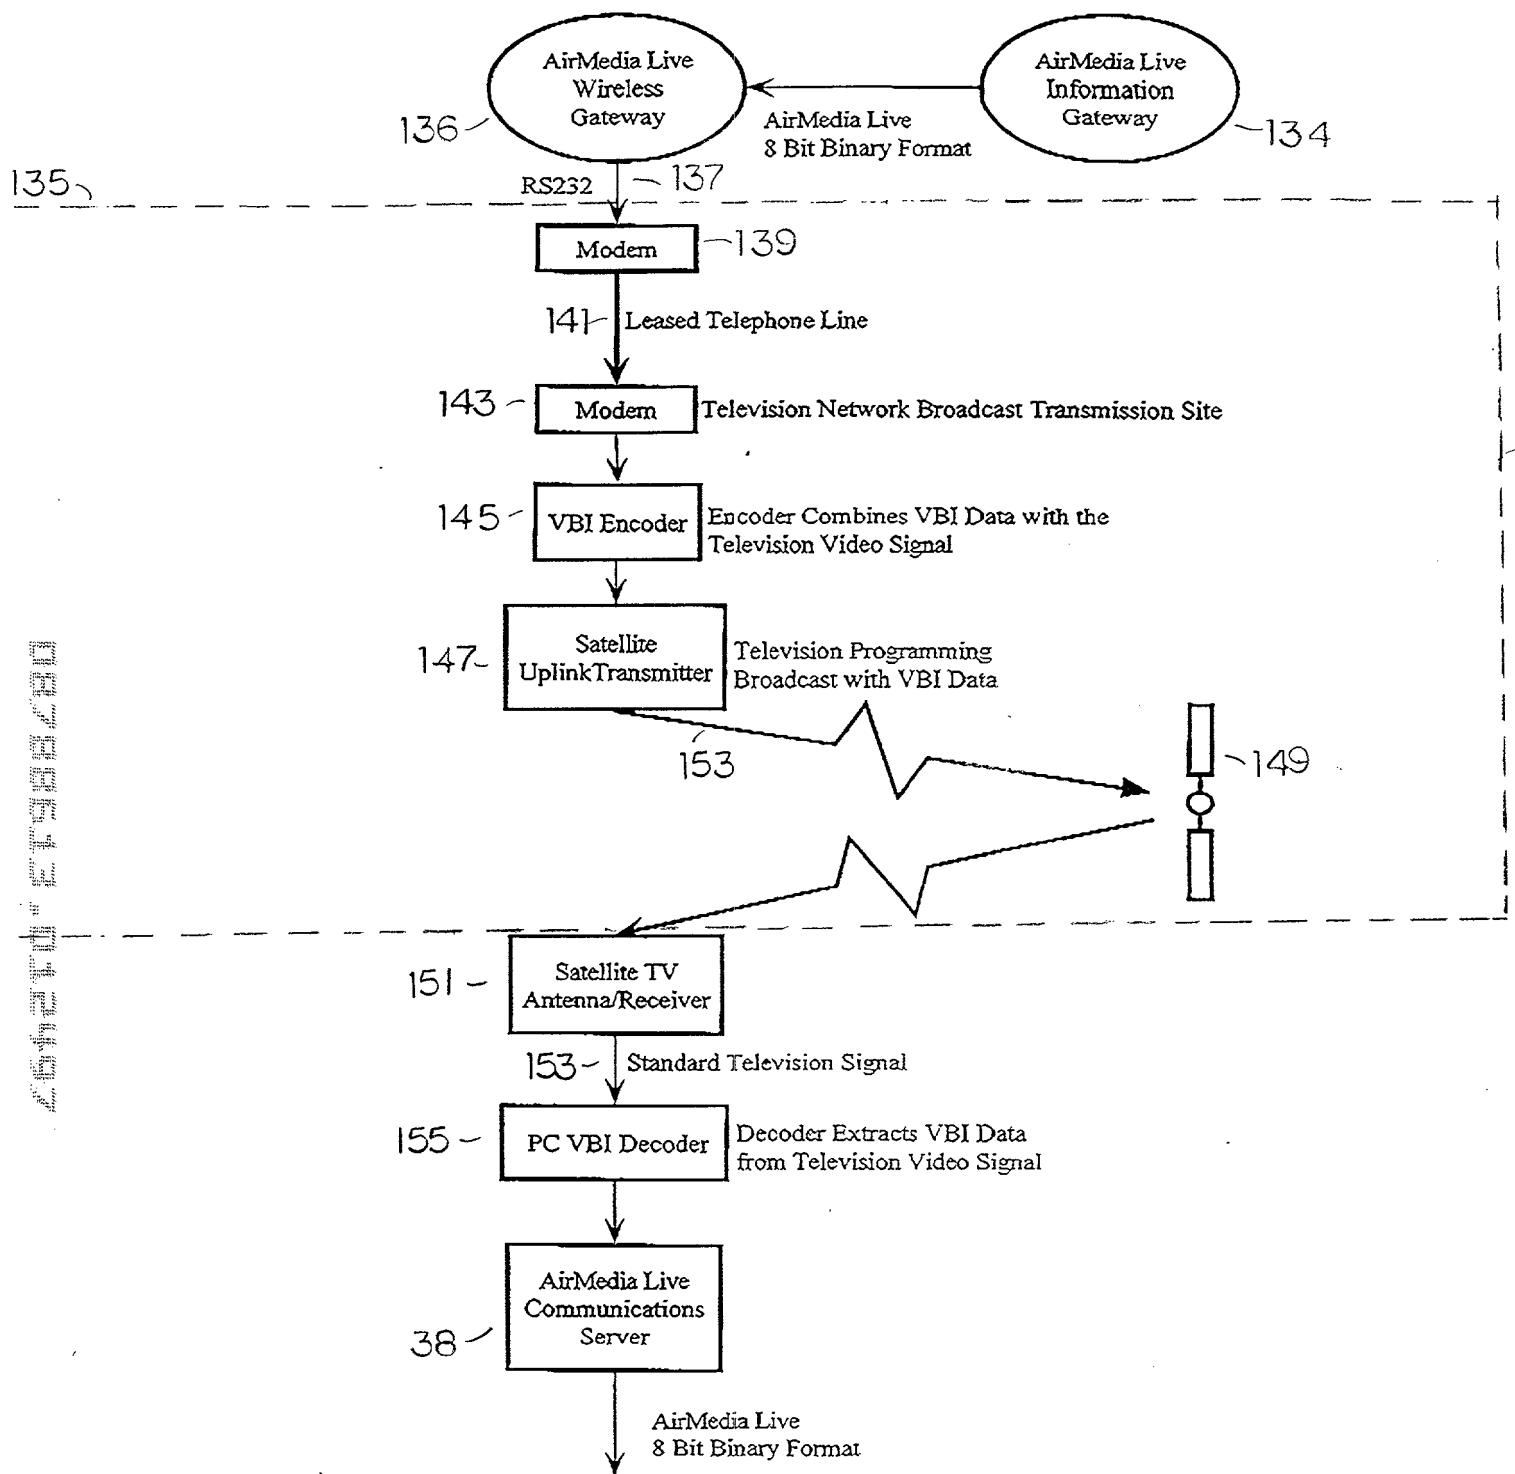 AirMedia Live
Wireless
Gateway
136
AirMedia Live
Information
Gateway
134
AirMedia Live
8 Bit Binary Format
135
RS232
137
Modem
139
141
Leased Telephone Line
143
Modem
Television Network Broadcast Transmission Site
145
VBI Encoder
Encoder Combines VBI Data with the
Television Video Signal
147
Satellite
UplinkTransmitter
Television Programming
Broadcast with VBI Data
153
149
151
Satellite TV
Antenna/Receiver
153
Standard Television Signal
155
PC VBI Decoder
Decoder Extracts VBI Data
from Television Video Signal
38
AirMedia Live
Communications
Server
AirMedia Live
8 Bit Binary Format
08788613.012497